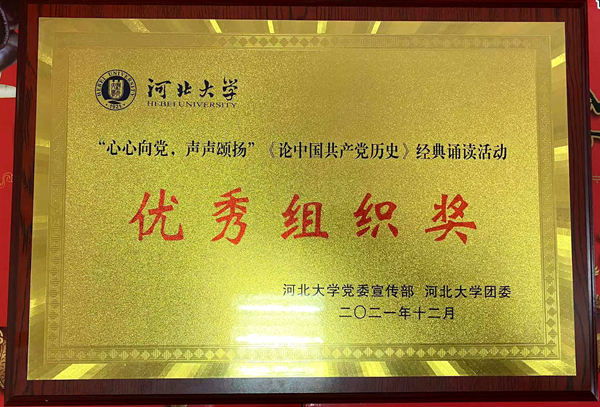 河北大学
HEBEI UNIVERSITY
“心心向党，声声颂扬”《论中国共产党历史》经典诵读活动
优秀组织奖
河北大学党委宣传部 河北大学团委
二〇二一年十二月